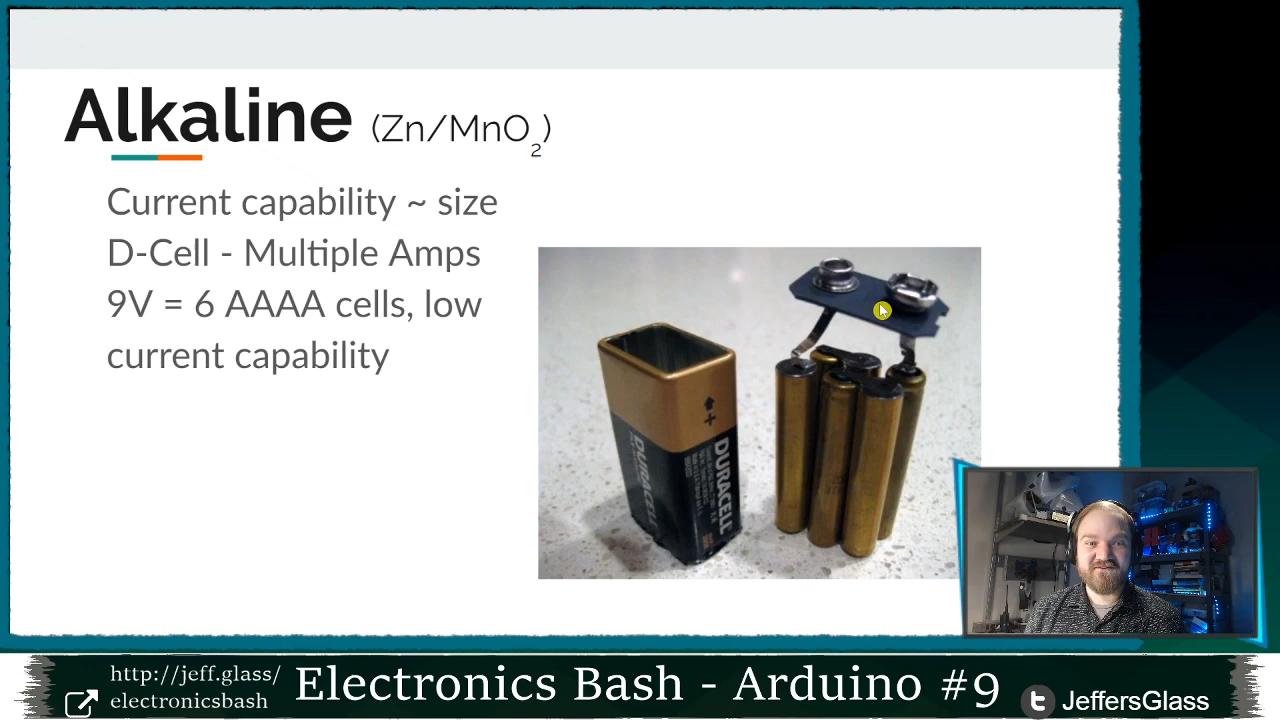 Alkaline (Zn/MnO₂)
Current capability ~ size
D-Cell - Multiple Amps
9V = 6 AAAA cells, low
current capability
+
DURACELL
DURACELL
http://jeff.glass/
electronicsbash
Electronics Bash - Arduino #9
t JeffersGlass